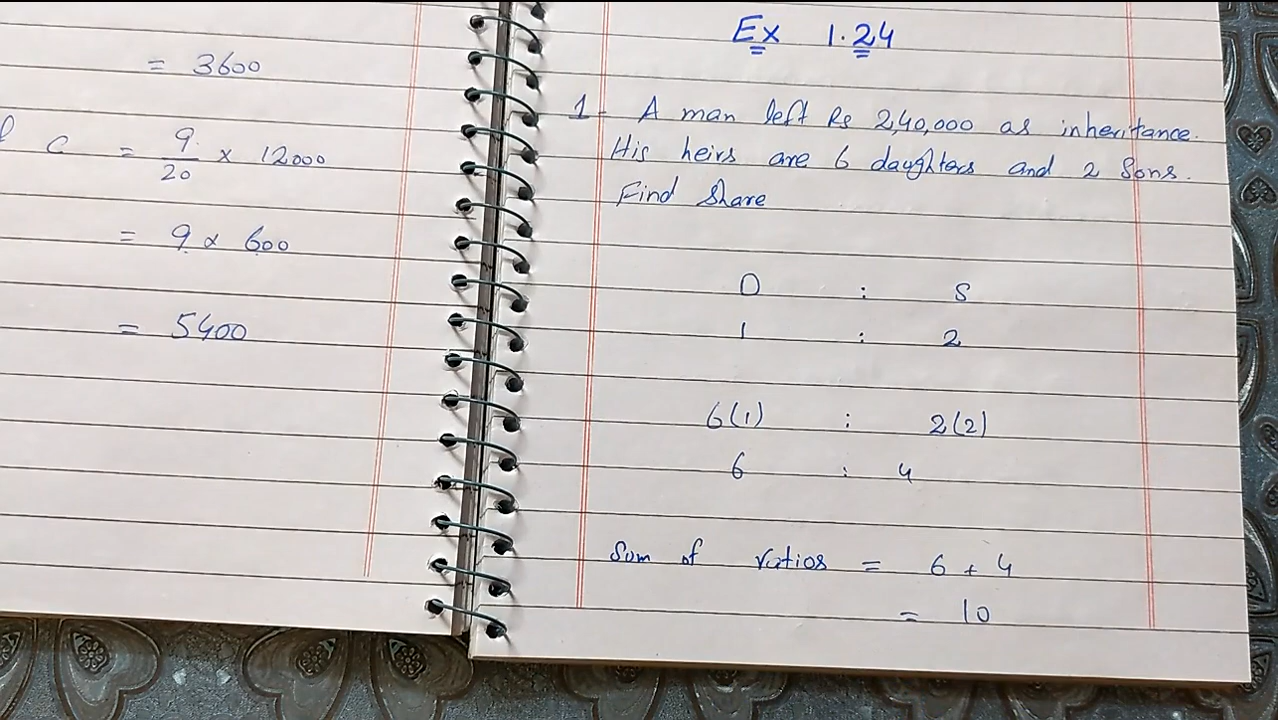 = 3600
C = 9/20 x 12000
= 9 x 600
= 5400
Ex 1.24
1- A man left Rs 2,40,000 as inheritance.
His heirs are 6 daughters and 2 Sons.
Find Share
D : S
1 : 2
6(1) : 2(2)
6 : 4
Sum of ratios = 6 + 4
= 10